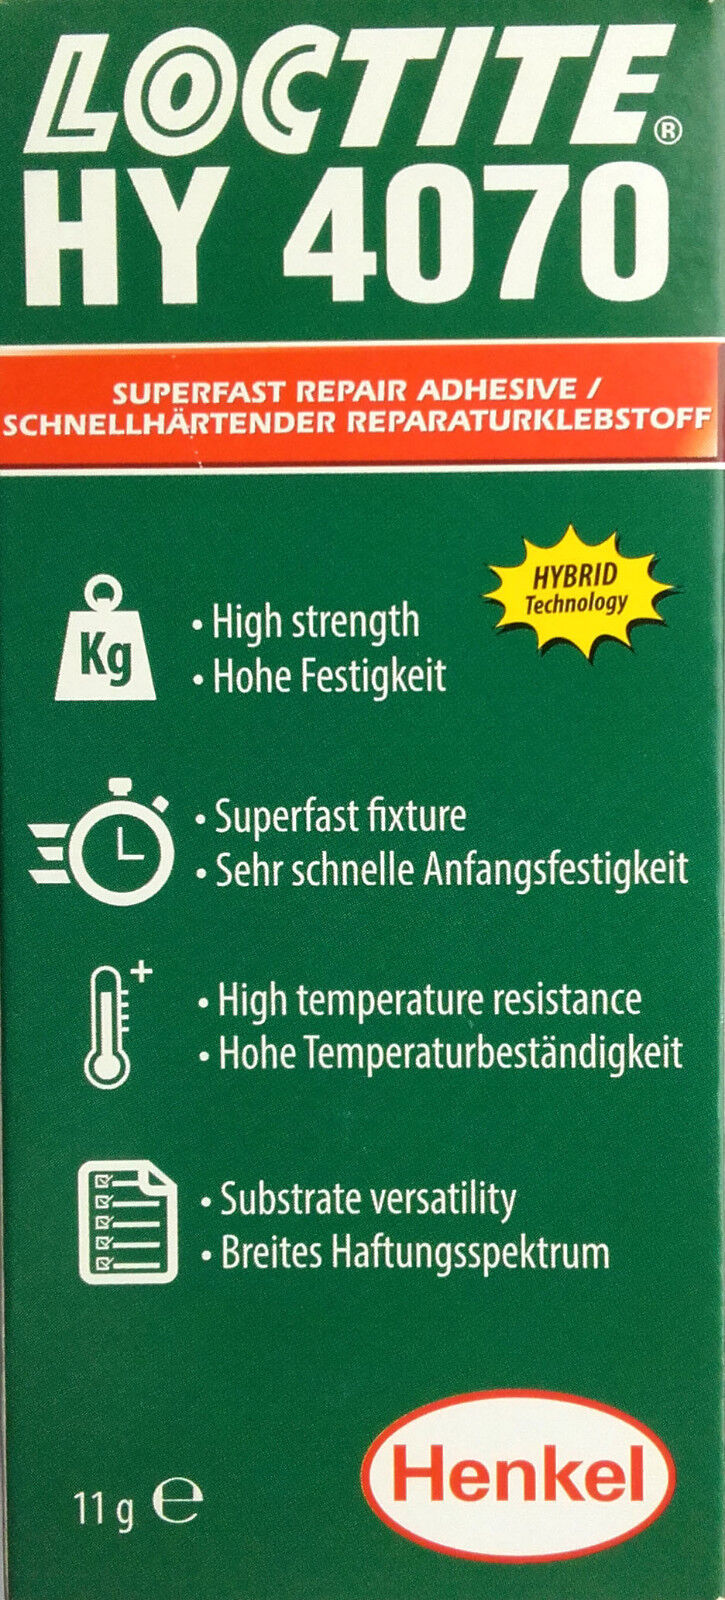 LOCTITE®
HY 4070
SUPERFAST REPAIR ADHESIVE /
SCHNELLHÄRTENDER REPARATURKLEBSTOFF
HYBRID
Technology
Kg
• High strength
• Hohe Festigkeit
• Superfast fixture
• Sehr schnelle Anfangsfestigkeit
• High temperature resistance
• Hohe Temperaturbeständigkeit
• Substrate versatility
• Breites Haftungsspektrum
11 g ℮
Henkel